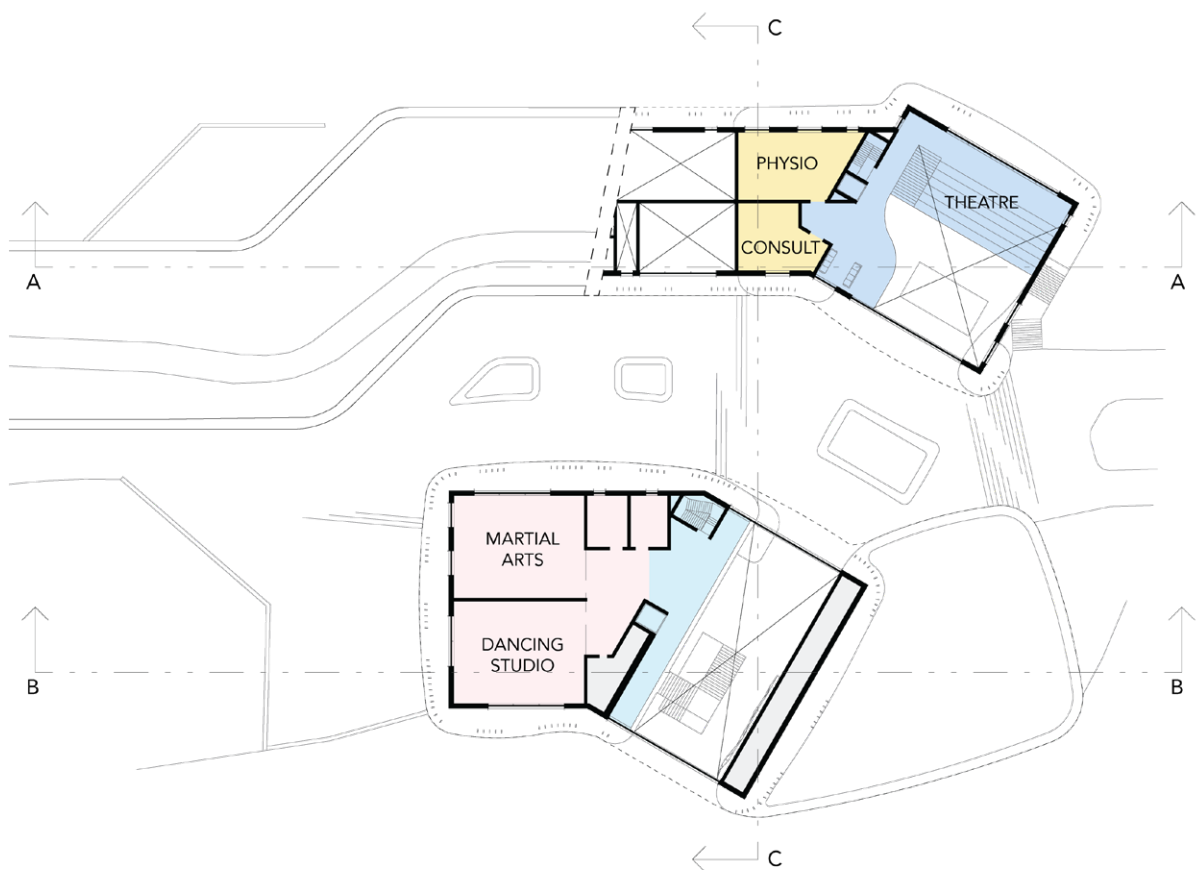 C
PHYSIO
THEATRE
CONSULT
A
A
MARTIAL
ARTS
DANCING
STUDIO
B
B
C